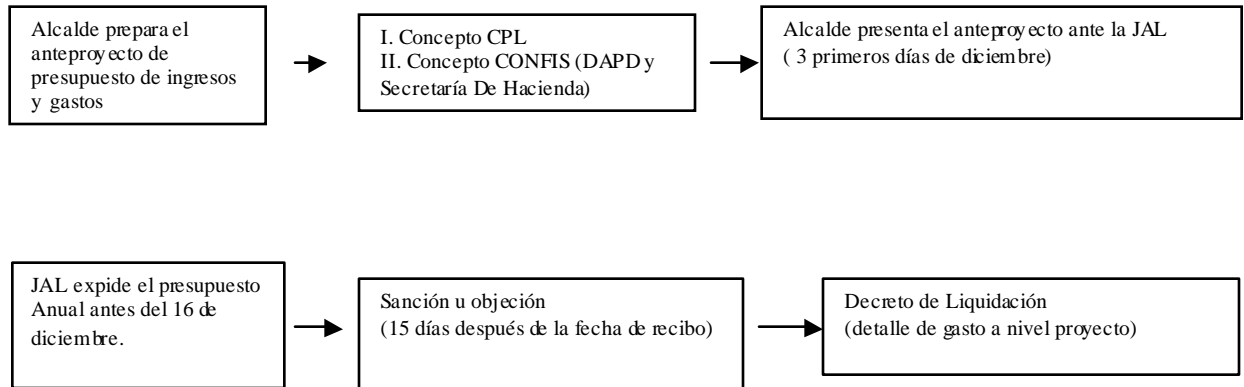 Alcalde prepara el
anteproyecto de
presupuesto de ingresos
y gastos
I. Concepto CPL
II. Concepto CONFIS (DAPD y
Secretaría De Hacienda)
Alcalde presenta el anteproyecto ante la JAL
( 3 primeros días de diciembre)
JAL expide el presupuesto
Anual antes del 16 de
diciembre.
Sanción u objeción
(15 días después de la fecha de recibo)
Decreto de Liquidación
(detalle de gasto a nivel proyecto)